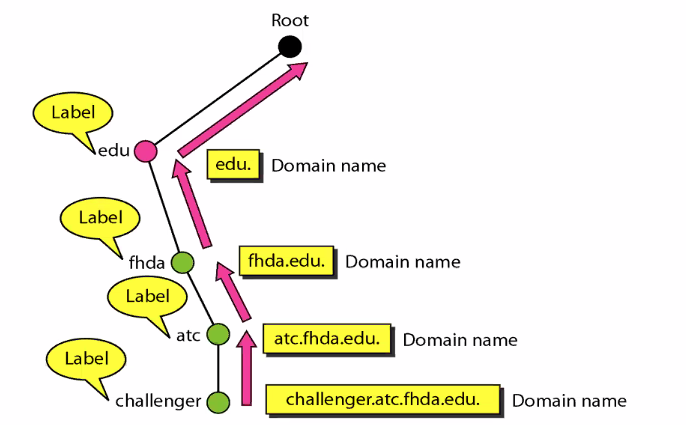 Root
Label
edu
edu.
Domain name
Label
fhda
fhda.edu.
Domain name
Label
atc
atc.fhda.edu.
Domain name
Label
challenger
challenger.atc.fhda.edu.
Domain name